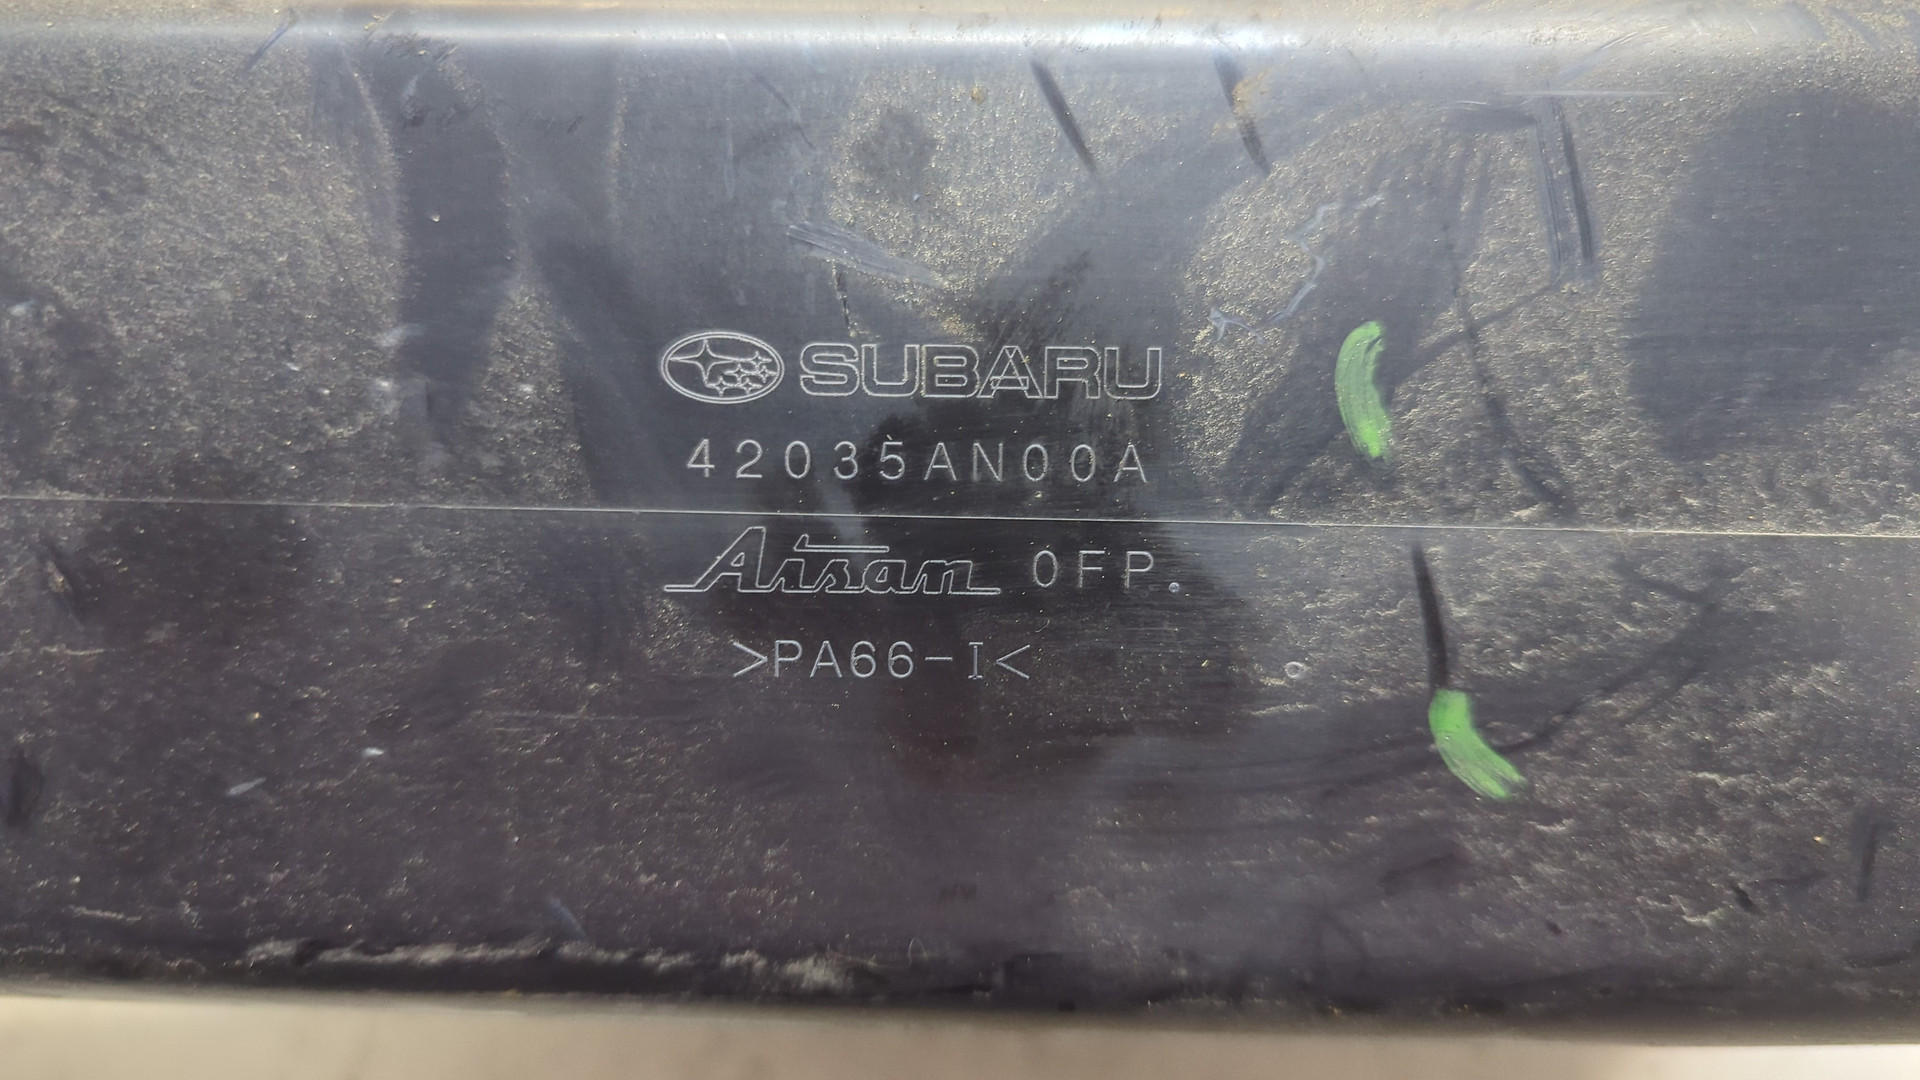 SUBARU
42035AN00A
Aisan 0FP.
>PA66-I<